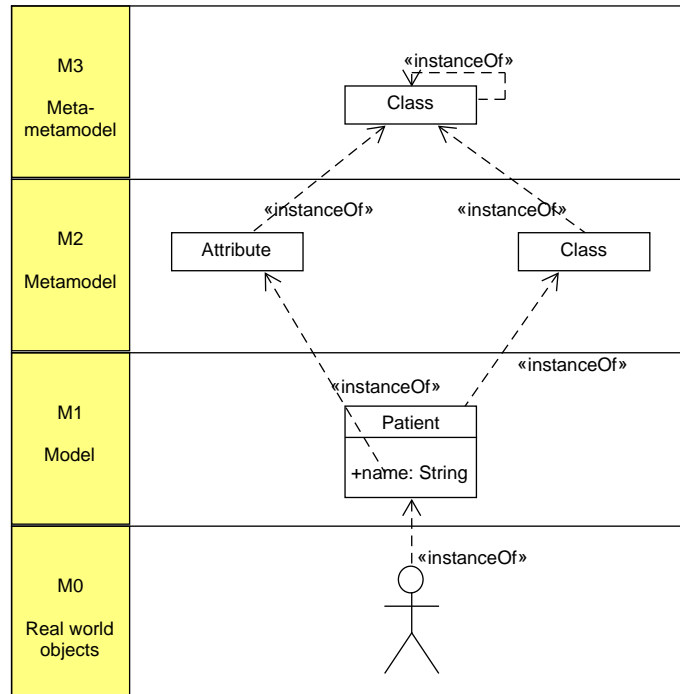 M3
Meta-
metamodel
«instanceOf»
Class
M2
Metamodel
«instanceOf»
«instanceOf»
Attribute
Class
M1
Model
«instanceOf»
«instanceOf»
Patient
+name: String
M0
Real world
objects
«instanceOf»